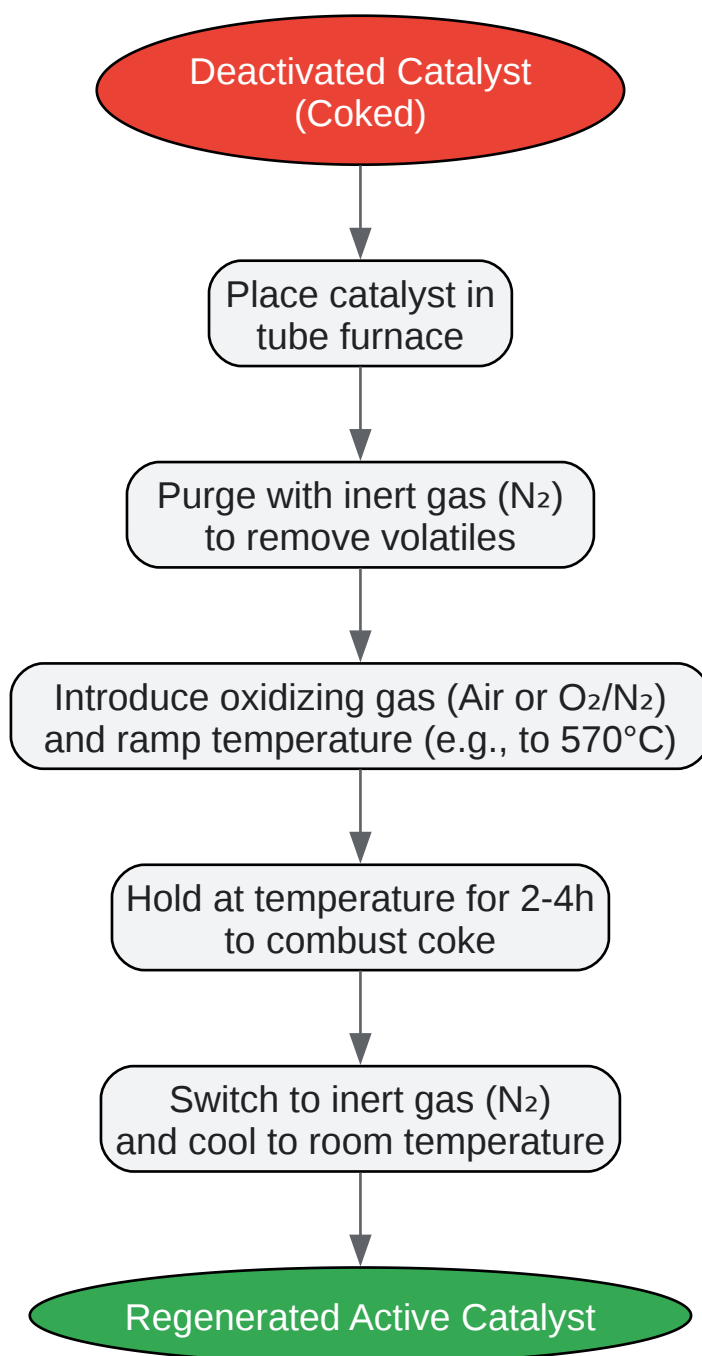 Deactivated Catalyst
(Coked)
Place catalyst in
tube furnace
Purge with inert gas (N₂)
to remove volatiles
Introduce oxidizing gas (Air or O₂/N₂)
and ramp temperature (e.g., to 570°C)
Hold at temperature for 2-4h
to combust coke
Switch to inert gas (N₂)
and cool to room temperature
Regenerated Active Catalyst